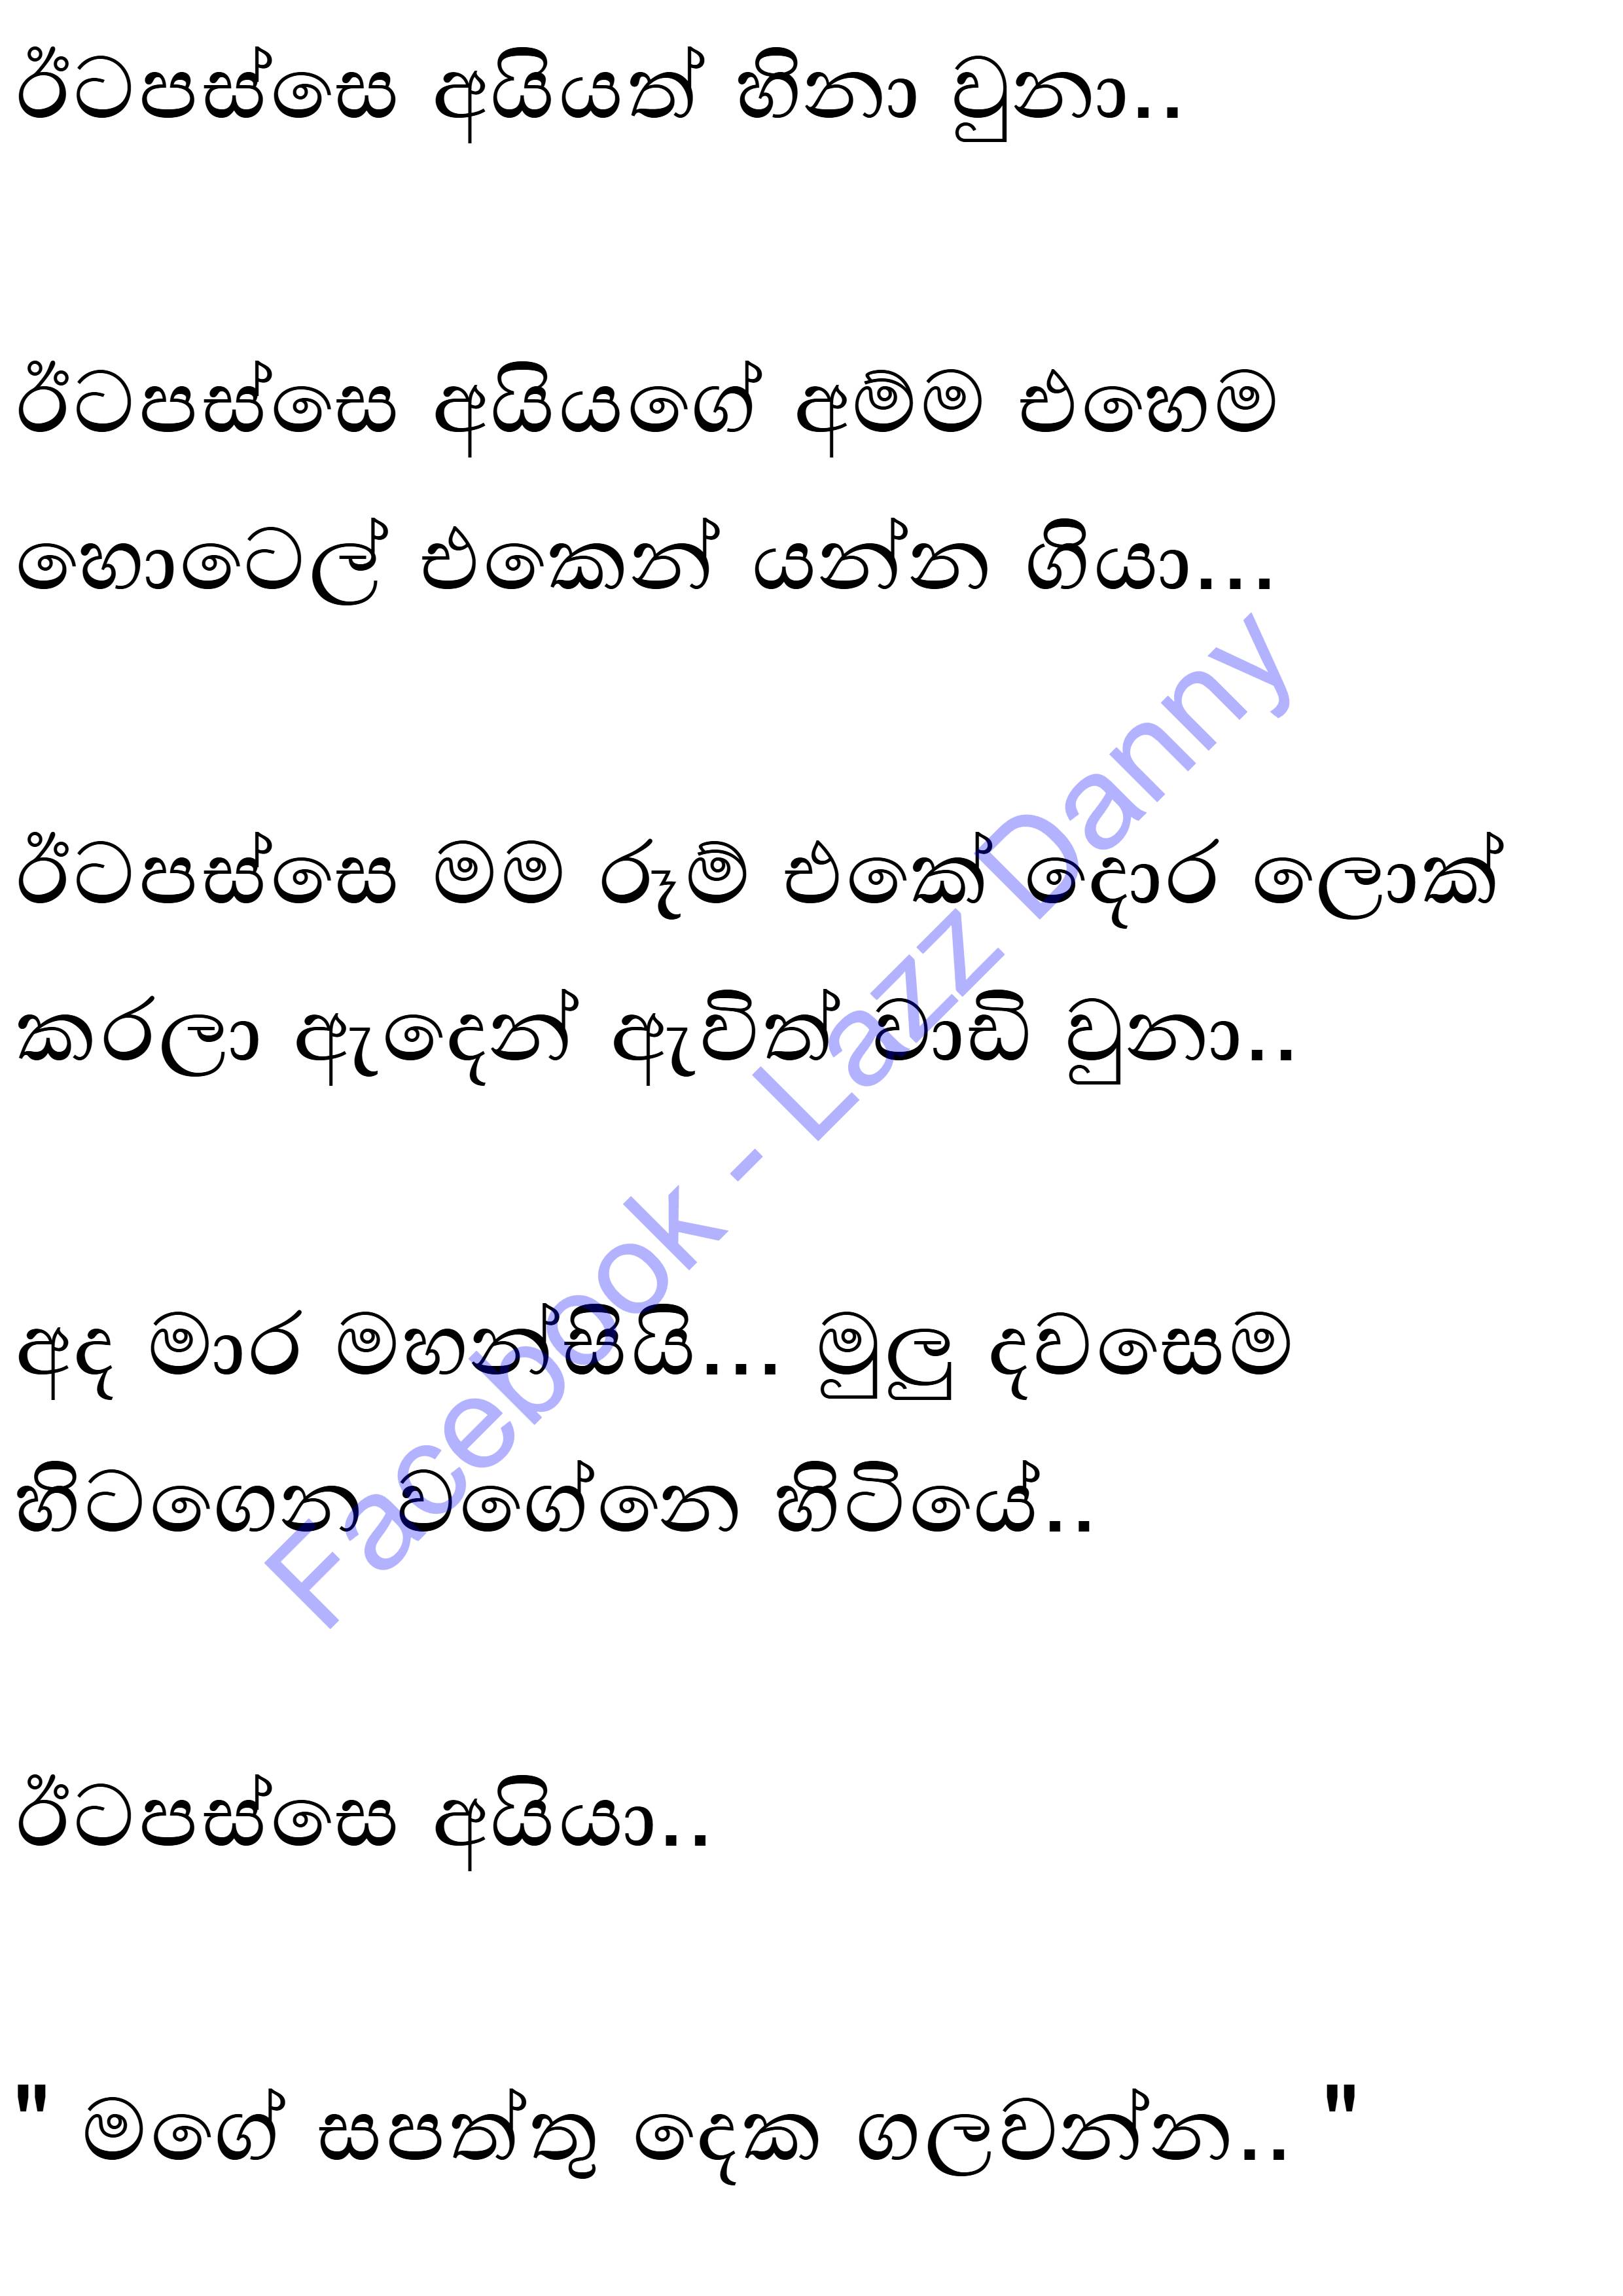 ඊටපස්සෙ අයියත් හිනා වුනා..
ඊටපස්සෙ අයියගේ අම්ම එහෙම
හොටෙල් එකෙන් යන්න ගියා...
ඊටපස්සෙ මම රූම් එකේ දොර ලොක්
කරලා ඇඳෙන් ඇවිත් වාඩි වුනා..
අද මාර මහන්සියි... මුලු දවසෙම
හිටගෙන වගේනෙ හිටියේ..
ඊටපස්සෙ අයියා..
" මගේ සපත්තු දෙක ගලවන්න.. "
Facebook - Lazz Danny